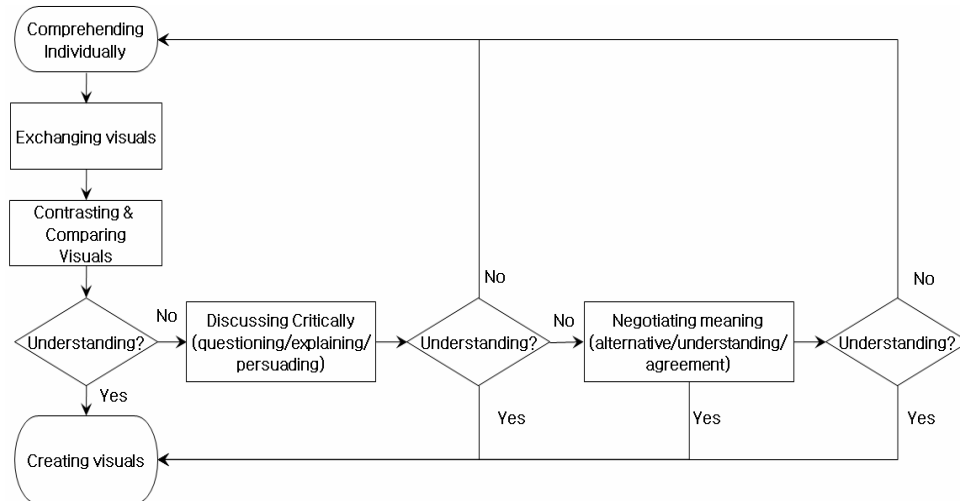 Comprehending
Individually
Exchanging visuals
Contrasting &
Comparing
Visuals
Understanding?
No
Yes
Discussing Critically
(questioning/explaining/
persuading)
Understanding?
No
No
Yes
Negotiating meaning
(alternative/understanding/
agreement)
Yes
Understanding?
No
Yes
Creating visuals